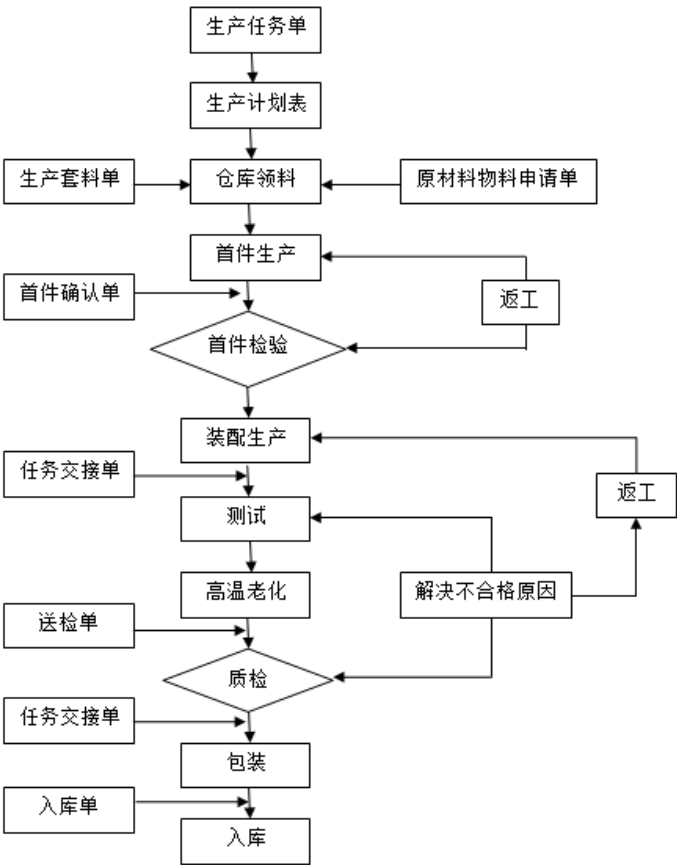 生产任务单
生产计划表
生产套料单
仓库领料
原材料物料申请单
首件生产
首件确认单
返工
首件检验
装配生产
任务交接单
返工
测试
高温老化
解决不合格原因
送检单
质检
任务交接单
包装
入库单
入库